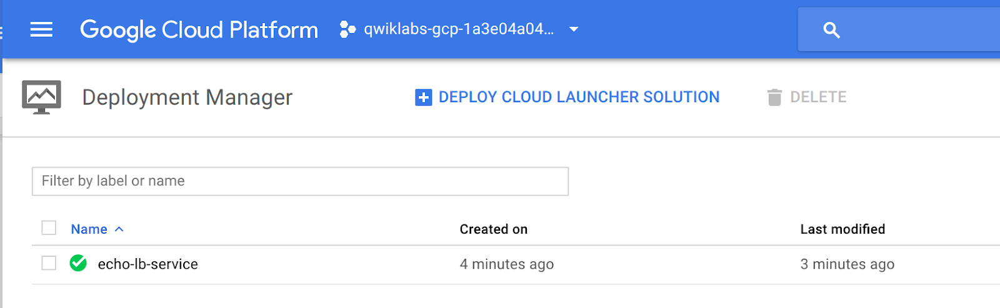 Google Cloud Platform qwiklabs-gcp-1a3e04a04...
Deployment Manager DEPLOY CLOUD LAUNCHER SOLUTION DELETE
Filter by label or name
Name Created on Last modified
echo-lb-service 4 minutes ago 3 minutes ago